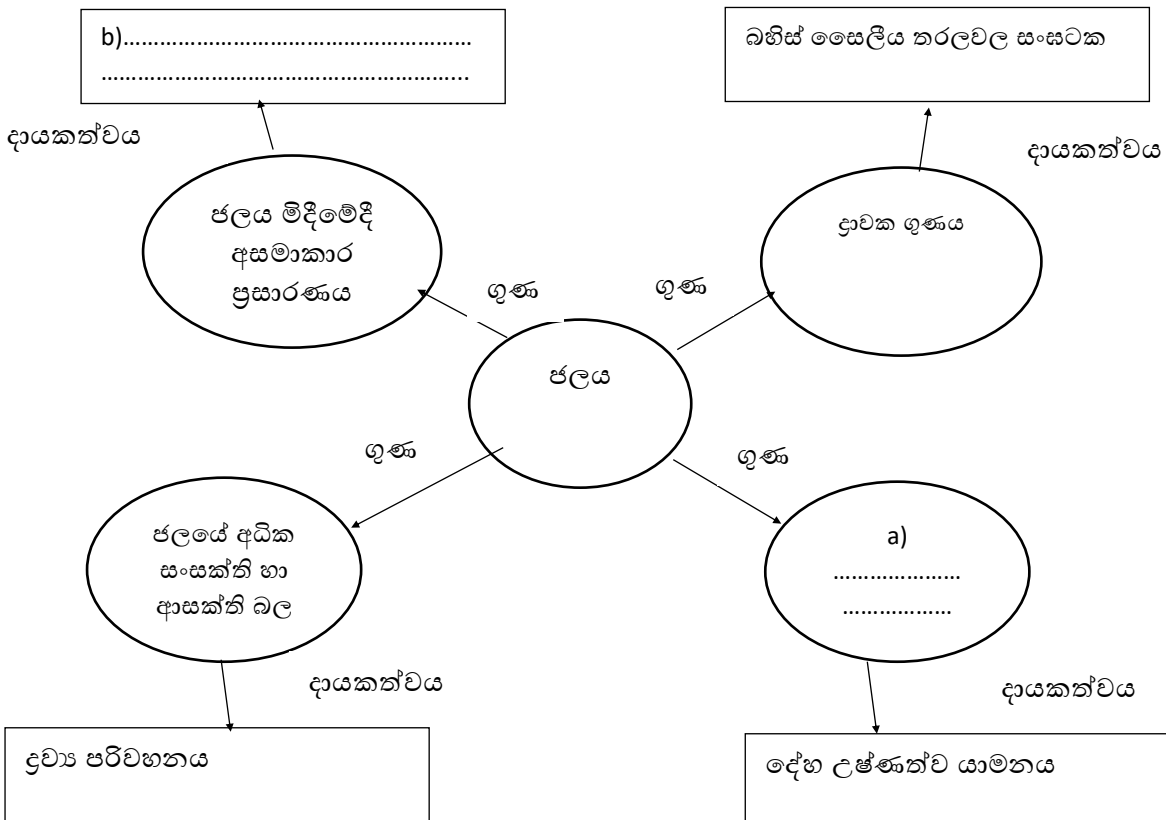 b)................................................
..................................................
බහිස් සෛලීය තරලවල සංඝටක
දායකත්වය
දායකත්වය
ජලය මිදීමේදී
අසමාකාර
ප්‍රසාරණය
ද්‍රාවක ගුණය
ගුණ
ගුණ
ජලය
ගුණ
ගුණ
ජලයේ අධික
සංසක්ති හා
ආසක්ති බල
a)
.....................
..................
දායකත්වය
දායකත්වය
ද්‍රව්‍ය පරිවහනය
දේහ උෂ්ණත්ව යාමනය